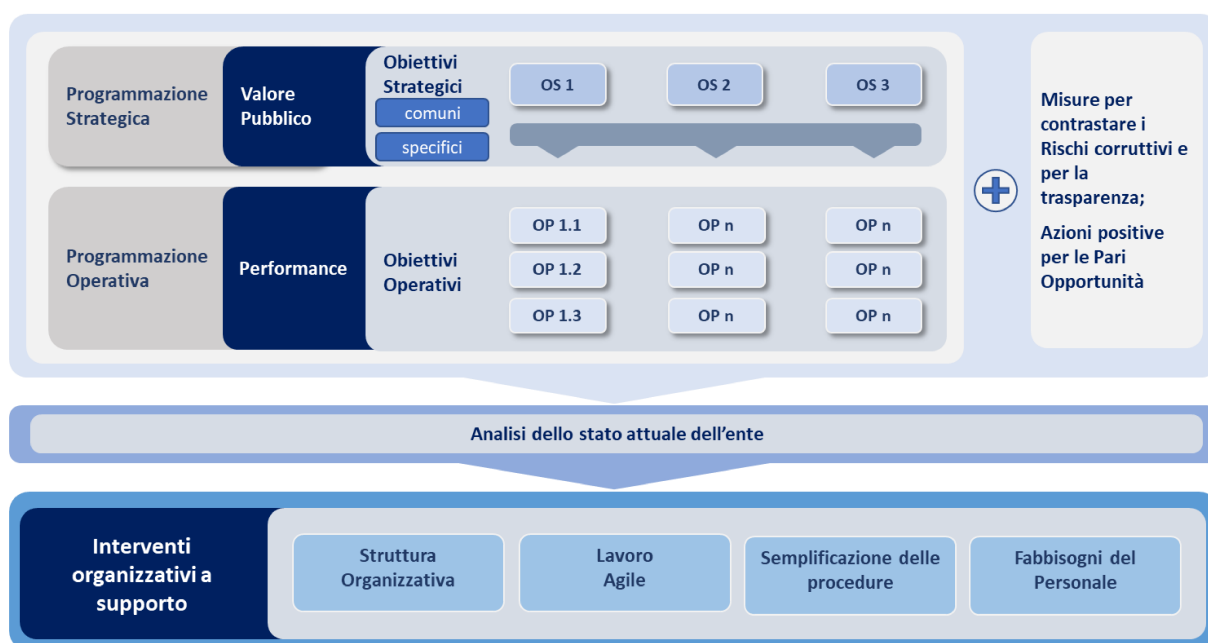 Programmazione
Strategica
Valore
Pubblico
Obiettivi
Strategici
comuni
specifici
OS 1
OS 2
OS 3
Programmazione
Operativa
Performance
Obiettivi
Operativi
OP 1.1
OP n
OP n
OP 1.2
OP n
OP n
OP 1.3
OP n
OP n
Misure per
contrastare i
Rischi corruttivi e
per la
trasparenza;
Azioni positive
per le Pari
Opportunità
Analisi dello stato attuale dell'ente
Interventi
organizzativi a
supporto
Struttura
Organizzativa
Lavoro
Agile
Semplificazione delle
procedure
Fabbisogni del
Personale